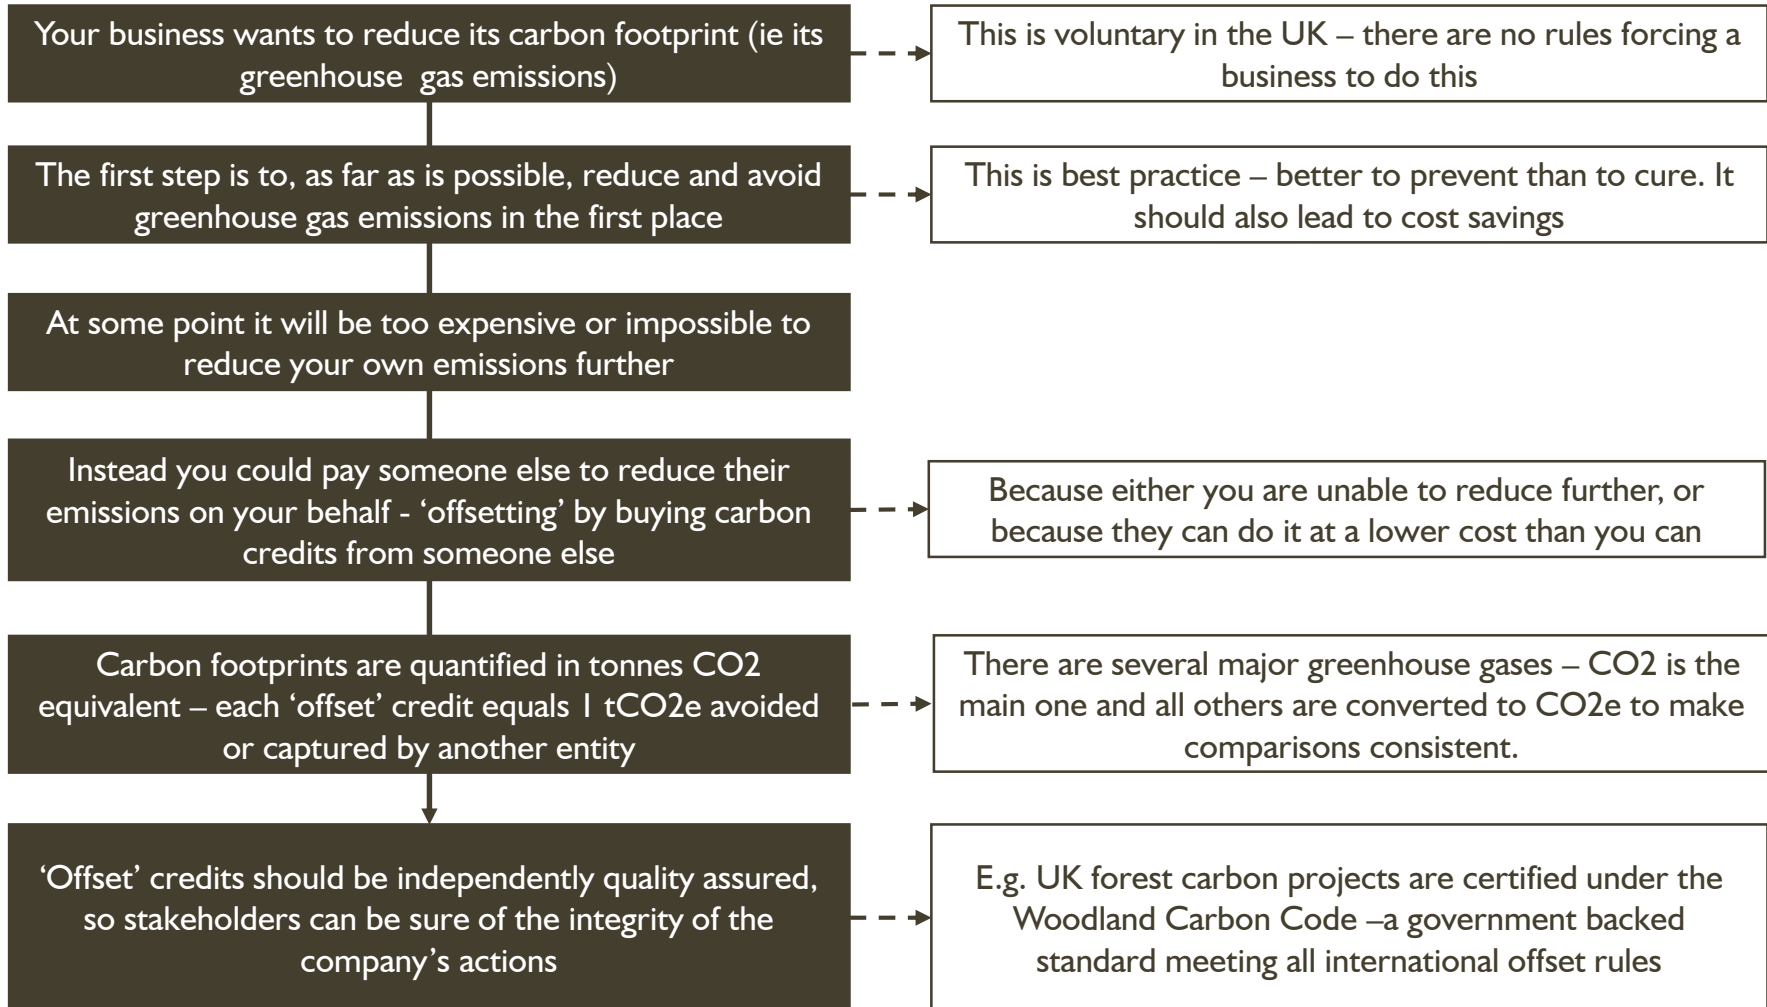 Your business wants to reduce its carbon footprint (ie its
greenhouse gas emissions)
This is voluntary in the UK – there are no rules forcing a
business to do this
The first step is to, as far as is possible, reduce and avoid
greenhouse gas emissions in the first place
This is best practice – better to prevent than to cure. It
should also lead to cost savings
At some point it will be too expensive or impossible to
reduce your own emissions further
Instead you could pay someone else to reduce their
emissions on your behalf - ‘offsetting’ by buying carbon
credits from someone else
Because either you are unable to reduce further, or
because they can do it at a lower cost than you can
Carbon footprints are quantified in tonnes CO2
equivalent – each ‘offset’ credit equals 1 tCO2e avoided
or captured by another entity
There are several major greenhouse gases – CO2 is the
main one and all others are converted to CO2e to make
comparisons consistent.
‘Offset’ credits should be independently quality assured,
so stakeholders can be sure of the integrity of the
company’s actions
E.g. UK forest carbon projects are certified under the
Woodland Carbon Code –a government backed
standard meeting all international offset rules